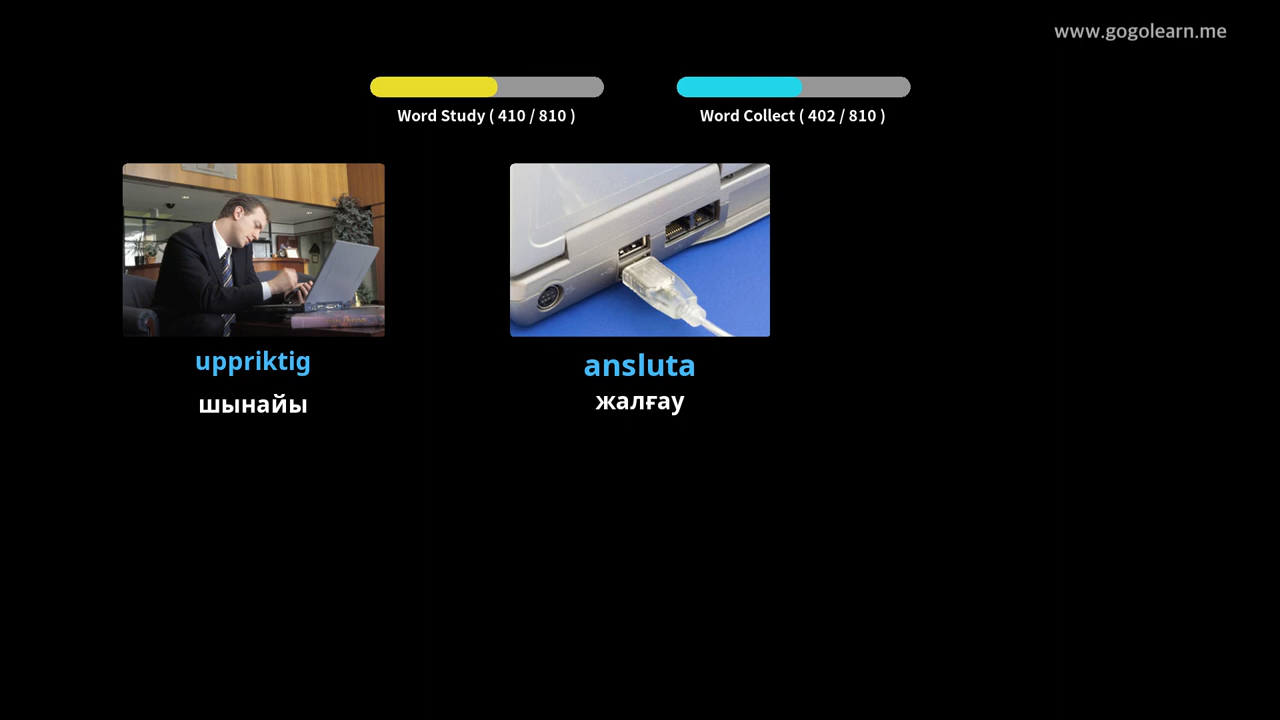 www.gogolearn.me
Word Study ( 410 / 810 )
Word Collect ( 402 / 810 )
uppriktig
шынайы
ansluta
жалғау